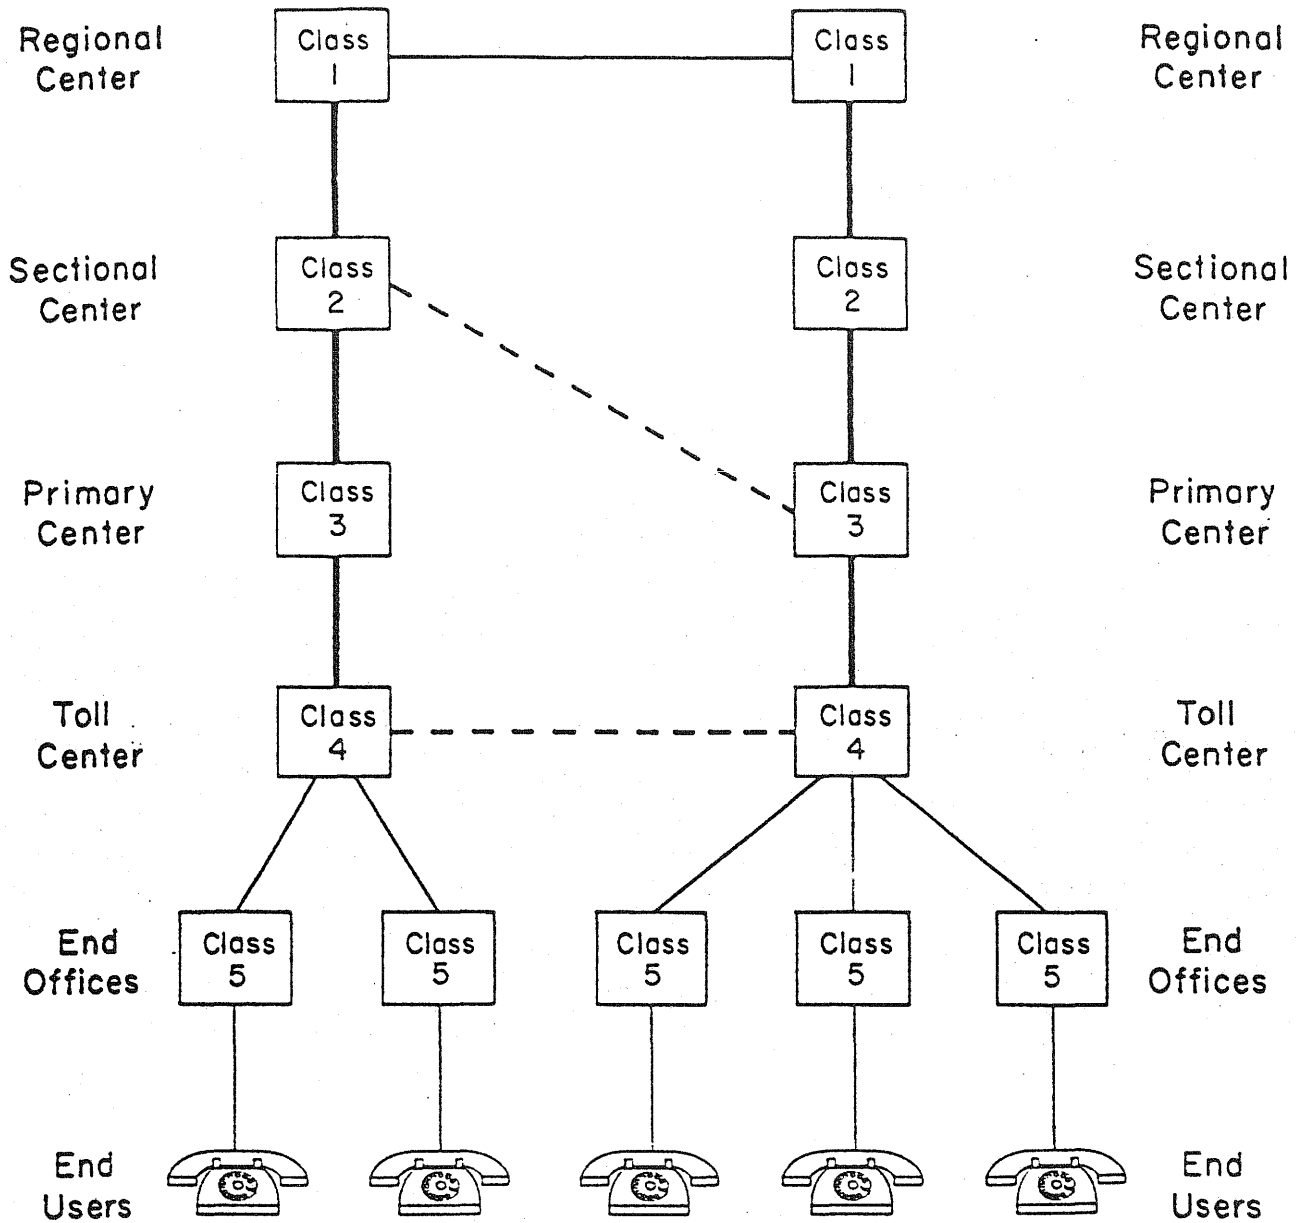 Regional
Center
Class
1
Class
1
Regional
Center
Sectional
Center
Class
2
Class
2
Sectional
Center
Primary
Center
Class
3
Class
3
Primary
Center
Toll
Center
Class
4
Class
4
Toll
Center
End
Offices
Class
5
Class
5
Class
5
Class
5
Class
5
End
Offices
End
Users
End
Users